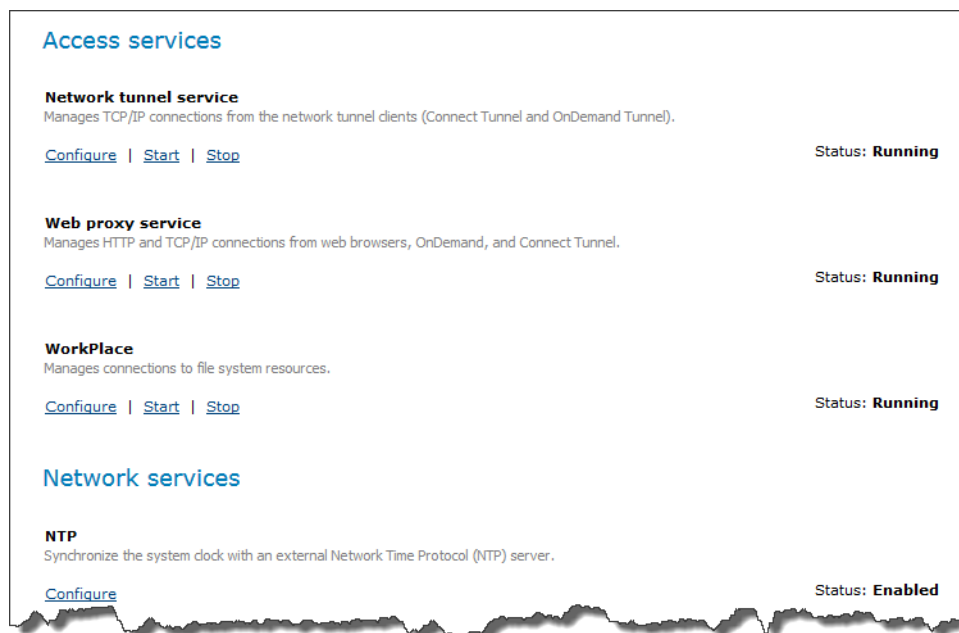 Access services
Network tunnel service
Manages TCP/IP connections from the network tunnel clients (Connect Tunnel and OnDemand Tunnel).
Configure | Start | Stop
Status: Running
Web proxy service
Manages HTTP and TCP/IP connections from web browsers, OnDemand, and Connect Tunnel.
Configure | Start | Stop
Status: Running
WorkPlace
Manages connections to file system resources.
Configure | Start | Stop
Status: Running
Network services
NTP
Synchronize the system clock with an external Network Time Protocol (NTP) server.
Configure
Status: Enabled